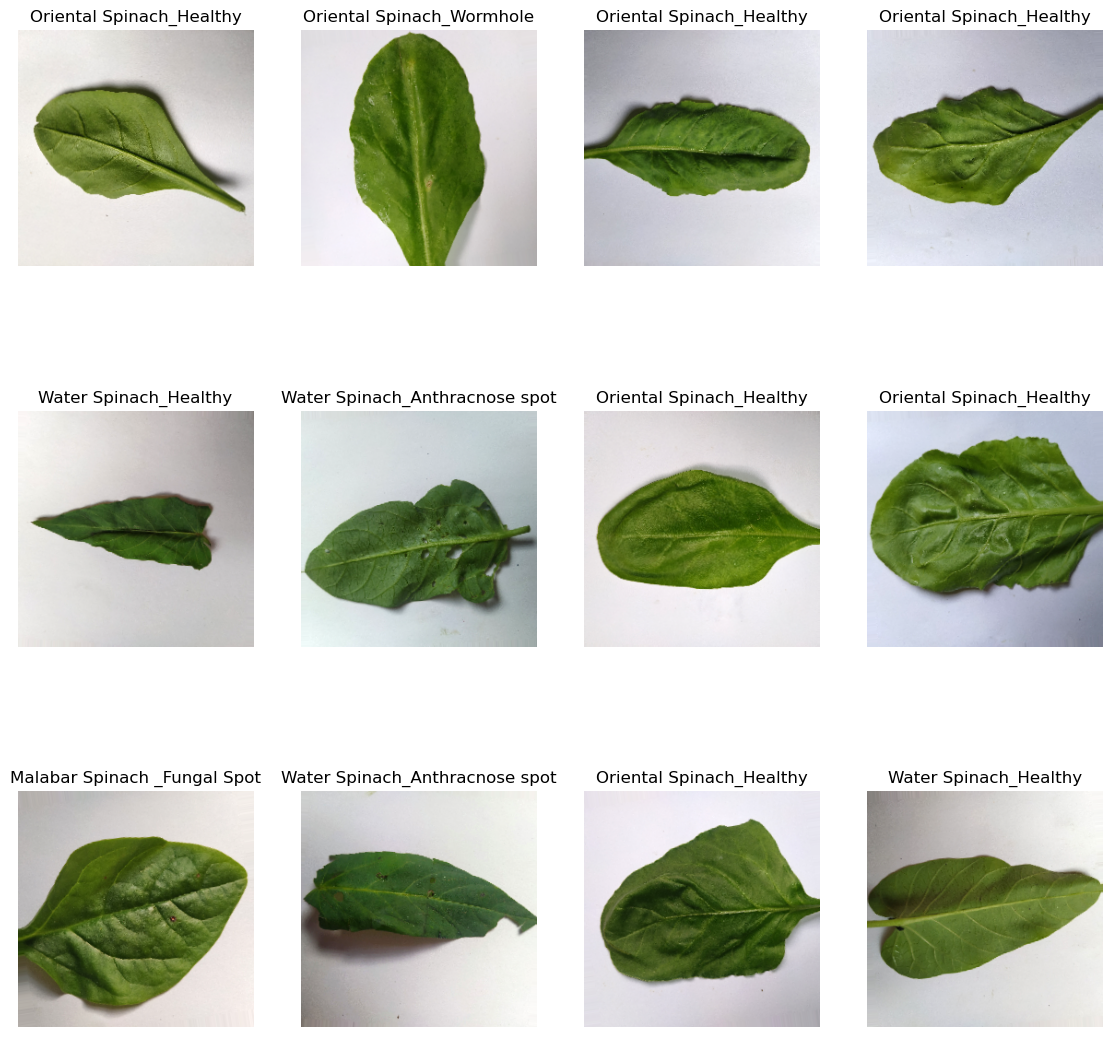 Oriental Spinach_Healthy
Oriental Spinach_Wormhole
Oriental Spinach_Healthy
Oriental Spinach_Healthy
Water Spinach_Healthy
Water Spinach_Anthracnose spot
Oriental Spinach_Healthy
Oriental Spinach_Healthy
Malabar Spinach _Fungal Spot
Water Spinach_Anthracnose spot
Oriental Spinach_Healthy
Water Spinach_Healthy